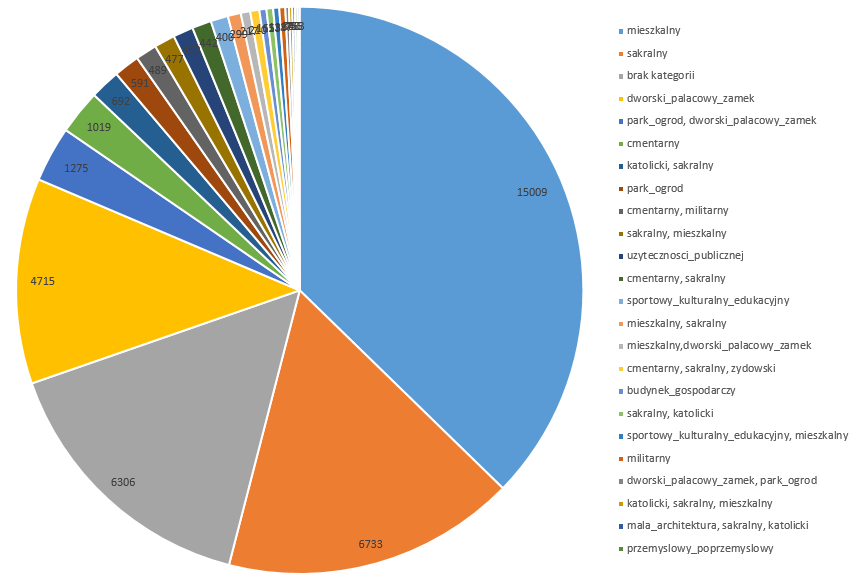 15009
6733
6306
4715
1275
1019
692
591
489
477
442
400
299
mieszkalny
sakralny
brak kategorii
dworski_palacowy_zamek
park_ogrod, dworski_palacowy_zamek
cmentarny
katolicki, sakralny
park_ogrod
cmentarny, militarny
sakralny, mieszkalny
uzytecznosci_publicznej
cmentarny, sakralny
sportowy_kulturalny_edukacyjny
mieszkalny, sakralny
mieszkalny,dworski_palacowy_zamek
cmentarny, sakralny, zydowski
budynek_gospodarczy
sakralny, katolicki
sportowy_kulturalny_edukacyjny, mieszkalny
militarny
dworski_palacowy_zamek, park_ogrod
katolicki, sakralny, mieszkalny
mala_architektura, sakralny, katolicki
przemyslowy_poprzemyslowy